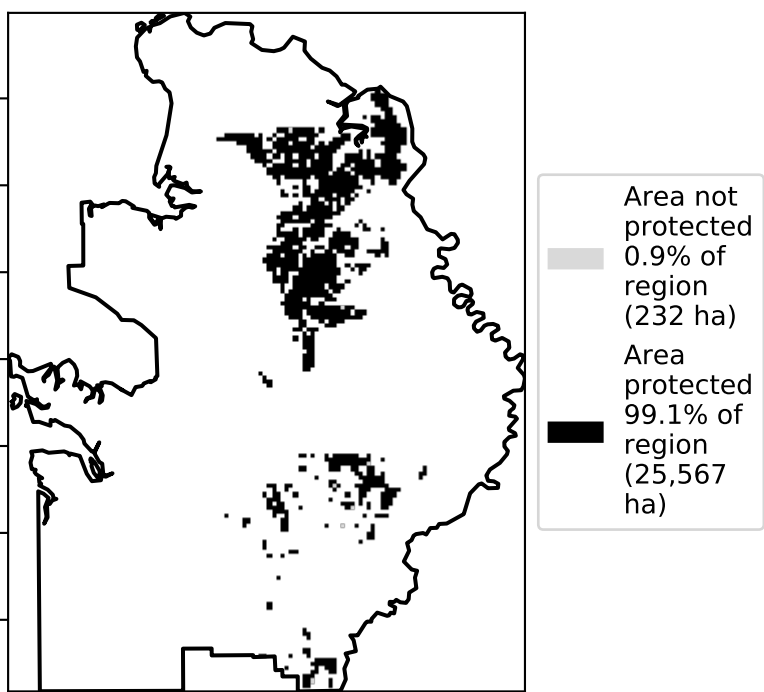 Area not
protected
0.9% of
region
(232 ha)
Area
protected
99.1% of
region
(25,567
ha)